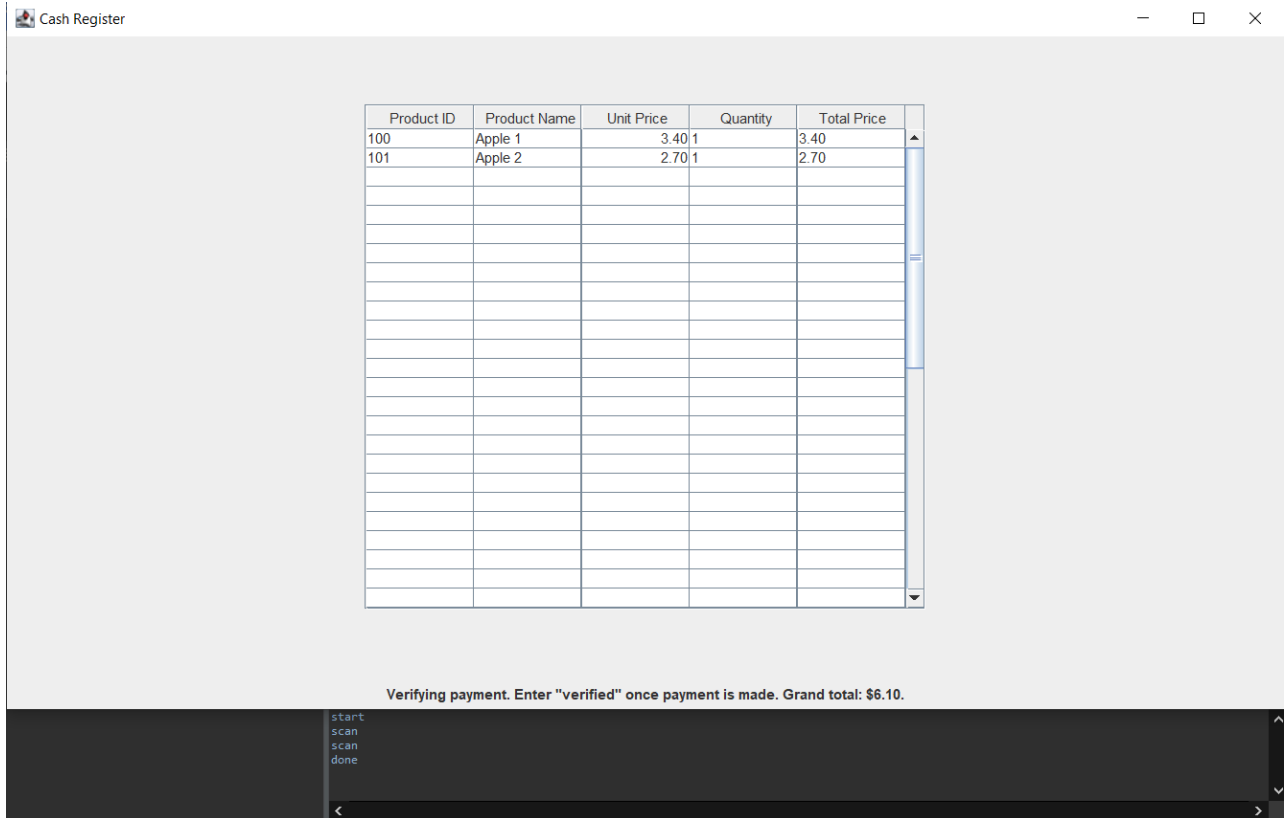 Cash Register
Product ID Product Name Unit Price Quantity Total Price
100 Apple 1 3.40 1 3.40
101 Apple 2 2.70 1 2.70
Verifying payment. Enter "verified" once payment is made. Grand total: $6.10.
start
scan
scan
done